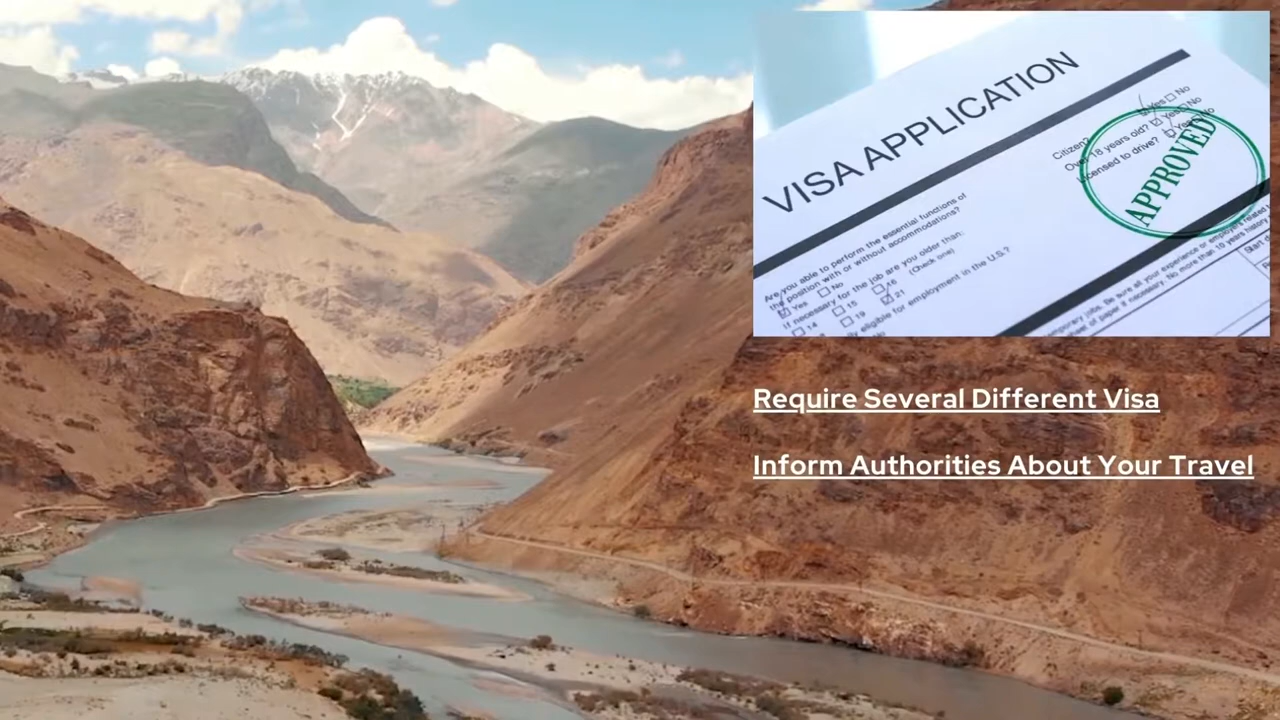 VISA APPLICATION
Citizen?
Yes No
Over 18 years old? Yes No
Licensed to drive? Yes No
APPROVED
Are you able to perform the essential functions of
the position with or without accommodations?
Yes No
If necessary for the job are you older than:
(Check one)
14 15 16
19 21
eligible for employment in the U.S.?
Require Several Different Visa
Inform Authorities About Your Travel